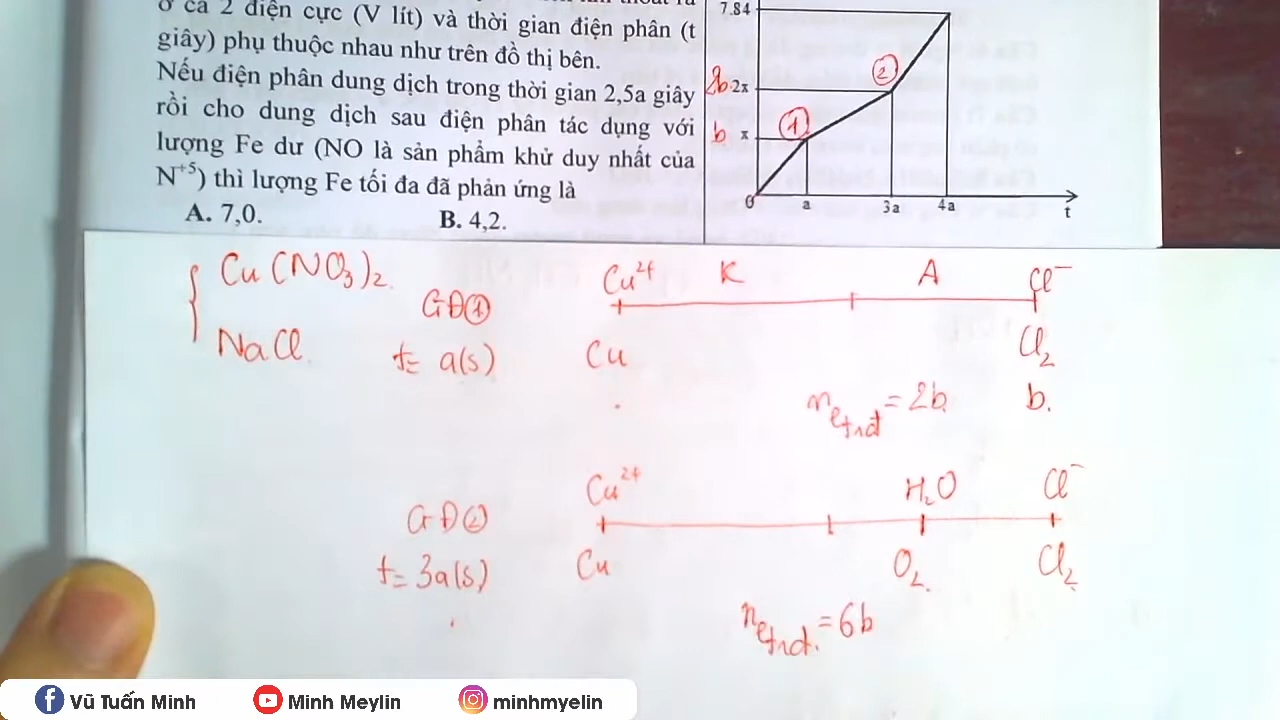 ở cả 2 điện cực (V lít) và thời gian điện phân (t
giây) phụ thuộc nhau như trên đồ thị bên.
Nếu điện phân dung dịch trong thời gian 2,5a giây
rồi cho dung dịch sau điện phân tác dụng với
lượng Fe dư (NO là sản phẩm khử duy nhất của
N⁺⁵) thì lượng Fe tối đa đã phản ứng là
A. 7,0. B. 4,2.
7.84
2b 2x
b x
1
2
0 a 3a 4a t
Cu(NO₃)₂
NaCl
GĐ①
t= a(s)
Cu²⁺ K A Cl⁻
Cu Cl₂
n e trđ = 2b b.
GĐ②
t= 3a(s)
Cu²⁺ H₂O Cl⁻
Cu O₂ Cl₂
n e trđ. = 6b
Vũ Tuấn Minh Minh Meylin minhmyelin